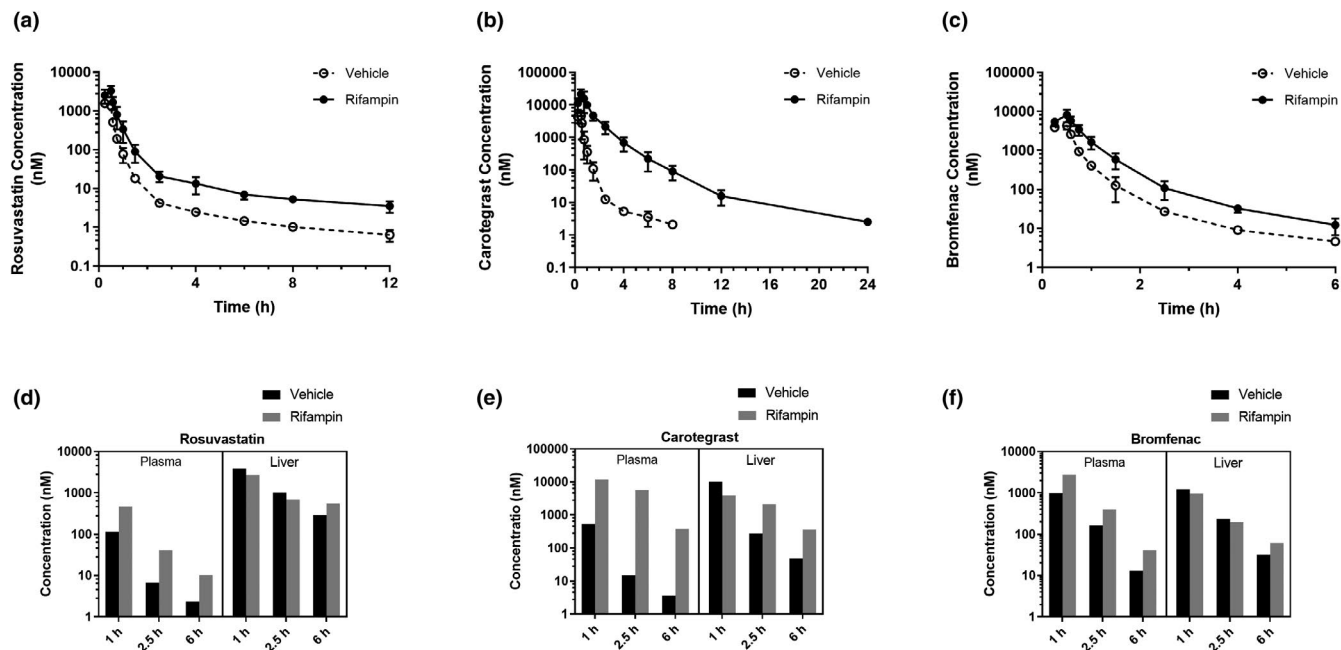 (a)
Vehicle
Rifampin
Rosuvastatin Concentration
(nM)
10000
1000
100
10
1
0.1
0
4
8
12
Time (h)
(b)
Vehicle
Rifampin
Carotegrast Concentration
(nM)
100000
10000
1000
100
10
1
0.1
0
4
8
12
16
20
24
Time (h)
(c)
Vehicle
Rifampin
Bromfenac Concentration
(nM)
100000
10000
1000
100
10
1
0
2
4
6
Time (h)
(d)
Vehicle
Rifampin
Rosuvastatin
Plasma
Liver
Concentration (nM)
10000
1000
100
10
1
1 h
2.5 h
6 h
1 h
2.5 h
6 h
(e)
Vehicle
Rifampin
Carotegrast
Plasma
Liver
Concentratio (nM)
100000
10000
1000
100
10
1
1 h
2.5 h
6 h
1 h
2.5 h
6 h
(f)
Vehicle
Rifampin
Bromfenac
Plasma
Liver
Concentration (nM)
10000
1000
100
10
1
1 h
2.5 h
6 h
1 h
2.5 h
6 h